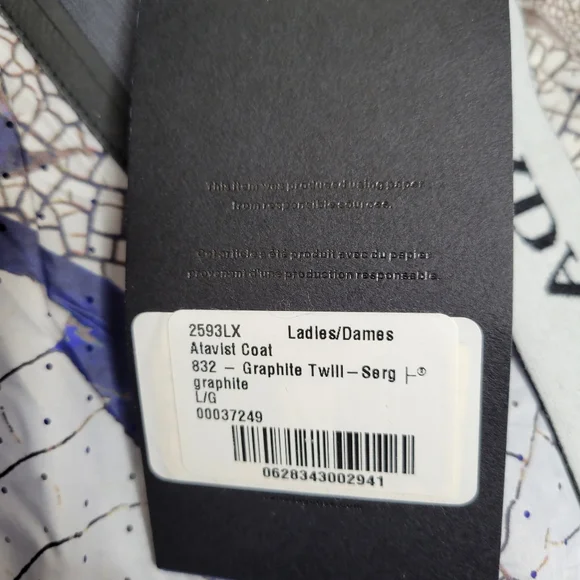 This item was produced using paper
from responsible sources.
Cet article a été produit avec du papier
provenant d'une production responsable.
2593LX Ladies/Dames
Atavist Coat
832 – Graphite Twill–Serg
graphite
L/G
00037249
0628343002941